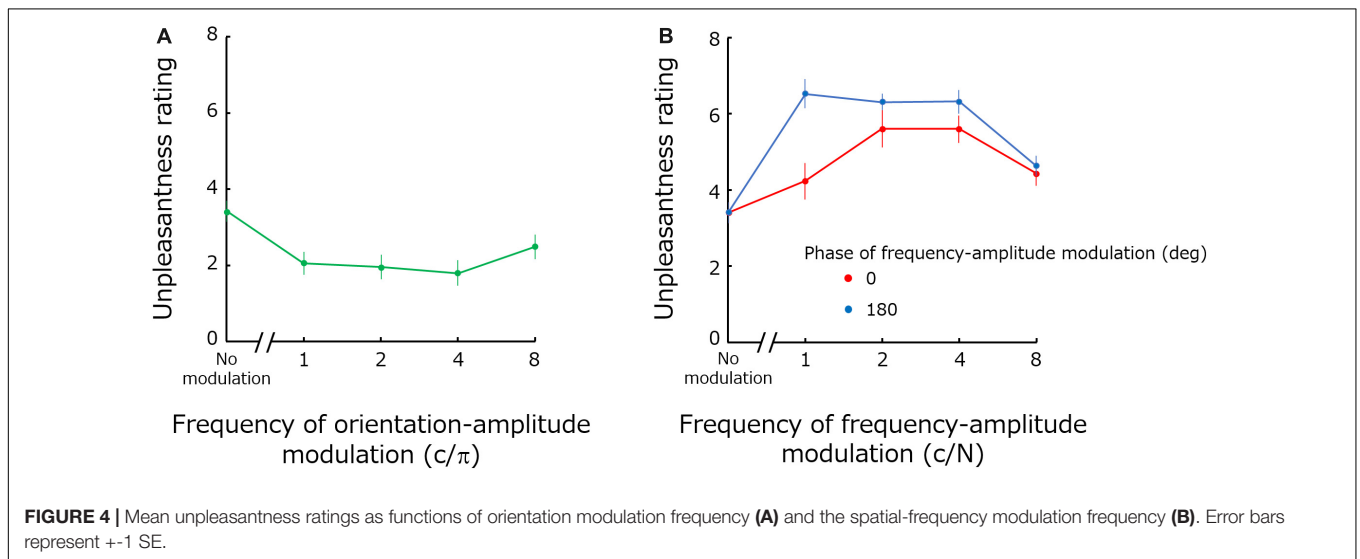 A
Unpleasantness rating
8
6
4
2
0
No
modulation
1
2
4
8
Frequency of orientation-amplitude
modulation (c/π)
B
Unpleasantness rating
8
6
4
2
0
Phase of frequency-amplitude modulation (deg)
0
180
No
modulation
1
2
4
8
Frequency of frequency-amplitude
modulation (c/N)
FIGURE 4 | Mean unpleasantness ratings as functions of orientation modulation frequency (A) and the spatial-frequency modulation frequency (B). Error bars
represent +-1 SE.